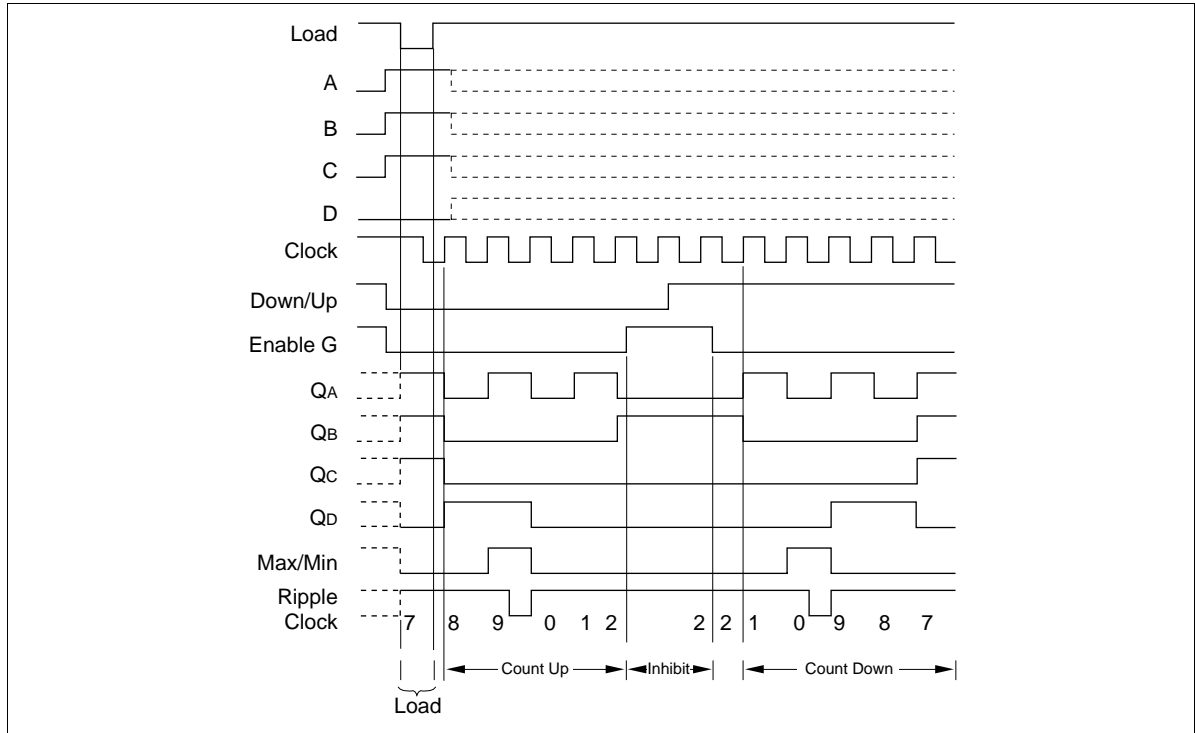 Load
A
B
C
D
Clock
Down/Up
Enable G
QA
QB
QC
QD
Max/Min
Ripple
Clock
7 8 9 0 1 2 2 2 1 0 9 8 7
Count Up Inhibit Count Down
Load